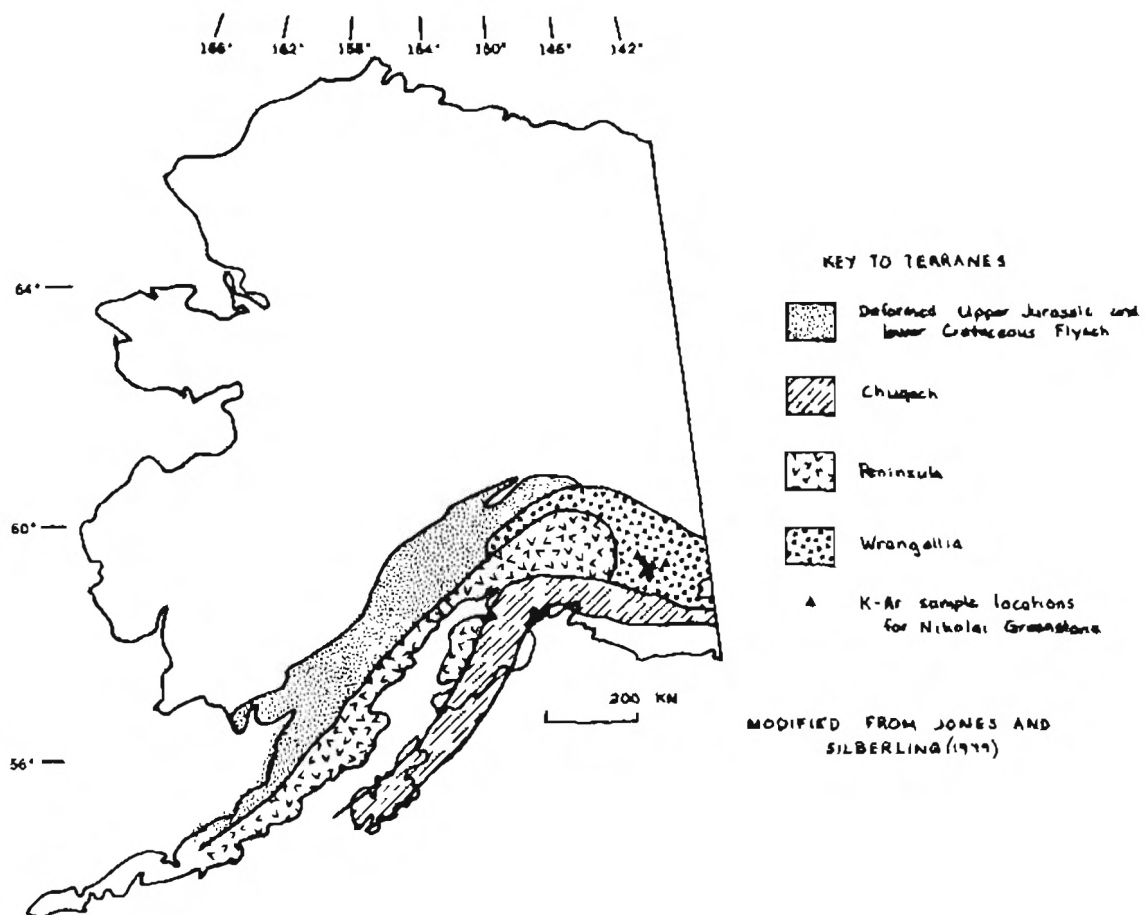 166° 162° 158° 154° 150° 146° 142°
64°
60°
56°
KEY TO TERRANES
Deformed Upper Jurassic and
lower Cretaceous Flysch
Chugach
Peninsula
Wrangellia
K-Ar sample locations
for Nikolai Greenstone
200 KM
MODIFIED FROM JONES AND
SILBERLING (1979)